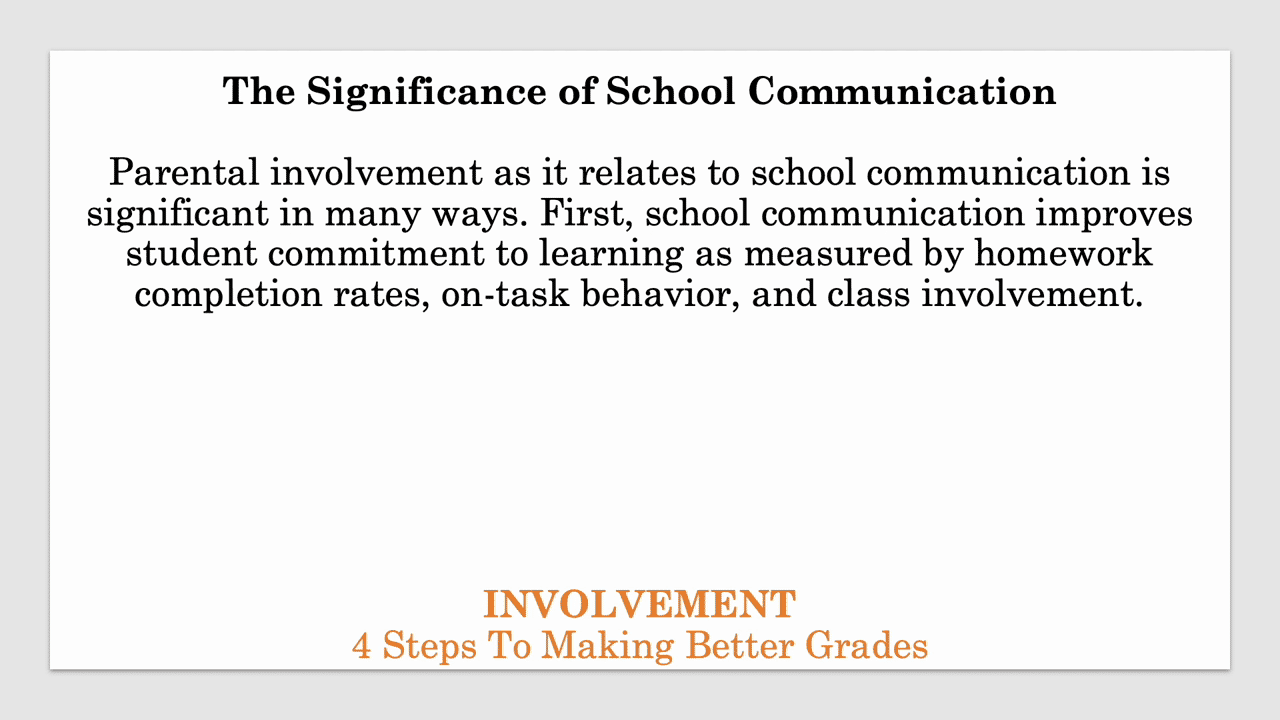 The Significance of School Communication
Parental involvement as it relates to school communication is
significant in many ways. First, school communication improves
student commitment to learning as measured by homework
completion rates, on-task behavior, and class involvement.
INVOLVEMENT
4 Steps To Making Better Grades